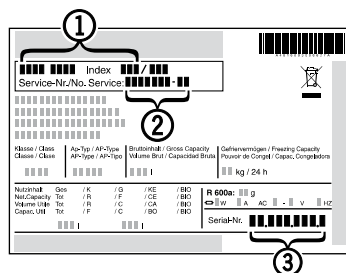 1
Index /
Service-Nr./No. Service: -
2
Klasse / Class Ap-Typ / AP-Type Bruttoinhalt / Gross Capacity Gefriervermögen / Freezing Capacity
Classe / Clase AP-Type / AP-Tipo Volume Brut / Capacidad Bruta Pouvoir de Congel / Capac, Congeladora
l kg / 24 h
Nutzinhalt Ges / K / G / KE / BIO
Net.Capacity Tot / R / F / CE / BIO
Volume Utile Tot / R / C / CA / BIO
Capac, Util Tot / F / C / BO / BIO
l l
R 600a: g
W A AC - V HZ
Serial-Nr.
3